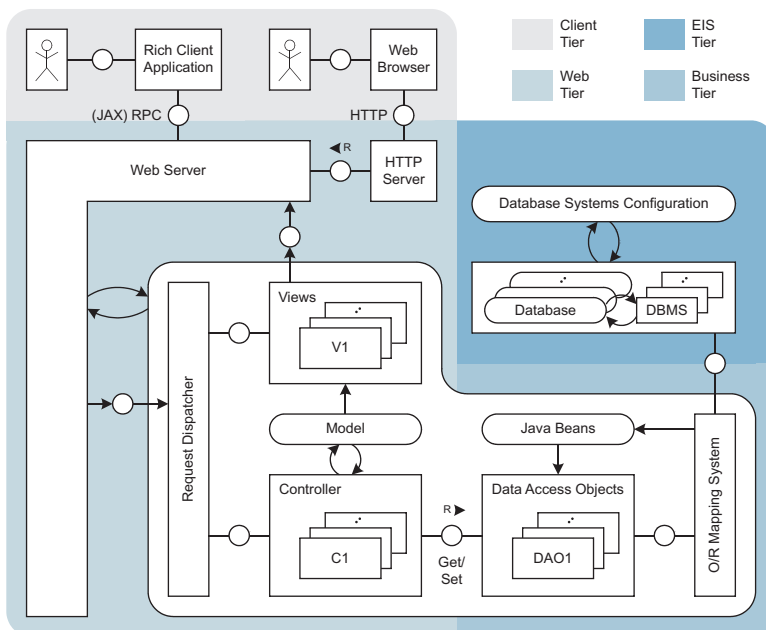 Rich Client
Application
Web
Browser
Client
Tier
EIS
Tier
Web
Tier
Business
Tier
(JAX) RPC
HTTP
Web Server
R
HTTP
Server
Database Systems Configuration
Database
DBMS
Views
V1
Request Dispatcher
Model
Java Beans
Controller
C1
R
Get/
Set
Data Access Objects
DAO1
O/R Mapping System